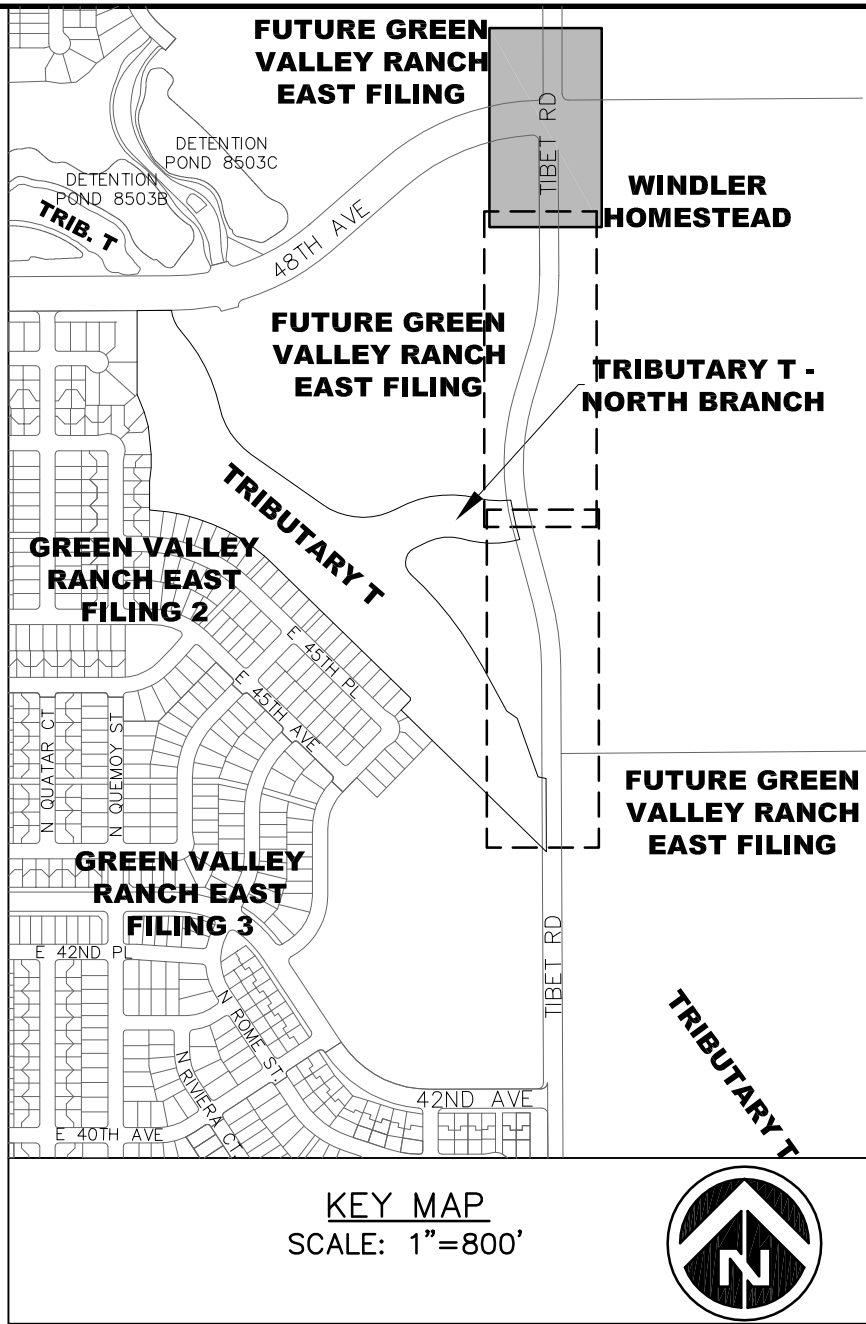 FUTURE GREEN
VALLEY RANCH
EAST FILING
TIBET RD
DETENTION
POND 8503C
DETENTION
POND 8503B
TRIB. T
48TH AVE
WINDLER
HOMESTEAD
FUTURE GREEN
VALLEY RANCH
EAST FILING
TRIBUTARY T -
NORTH BRANCH
TRIBUTARY T
GREEN VALLEY
RANCH EAST
FILING 2
E 45TH PL
E 45TH AVE
N QUATAR CT
N QUEMOY ST
FUTURE GREEN
VALLEY RANCH
EAST FILING
GREEN VALLEY
RANCH EAST
FILING 3
E 42ND PL
TIBET RD
N ROME ST.
N RIVIERA CT
TRIBUTARY T
42ND AVE
E 40TH AVE
KEY MAP
SCALE: 1"=800'
N